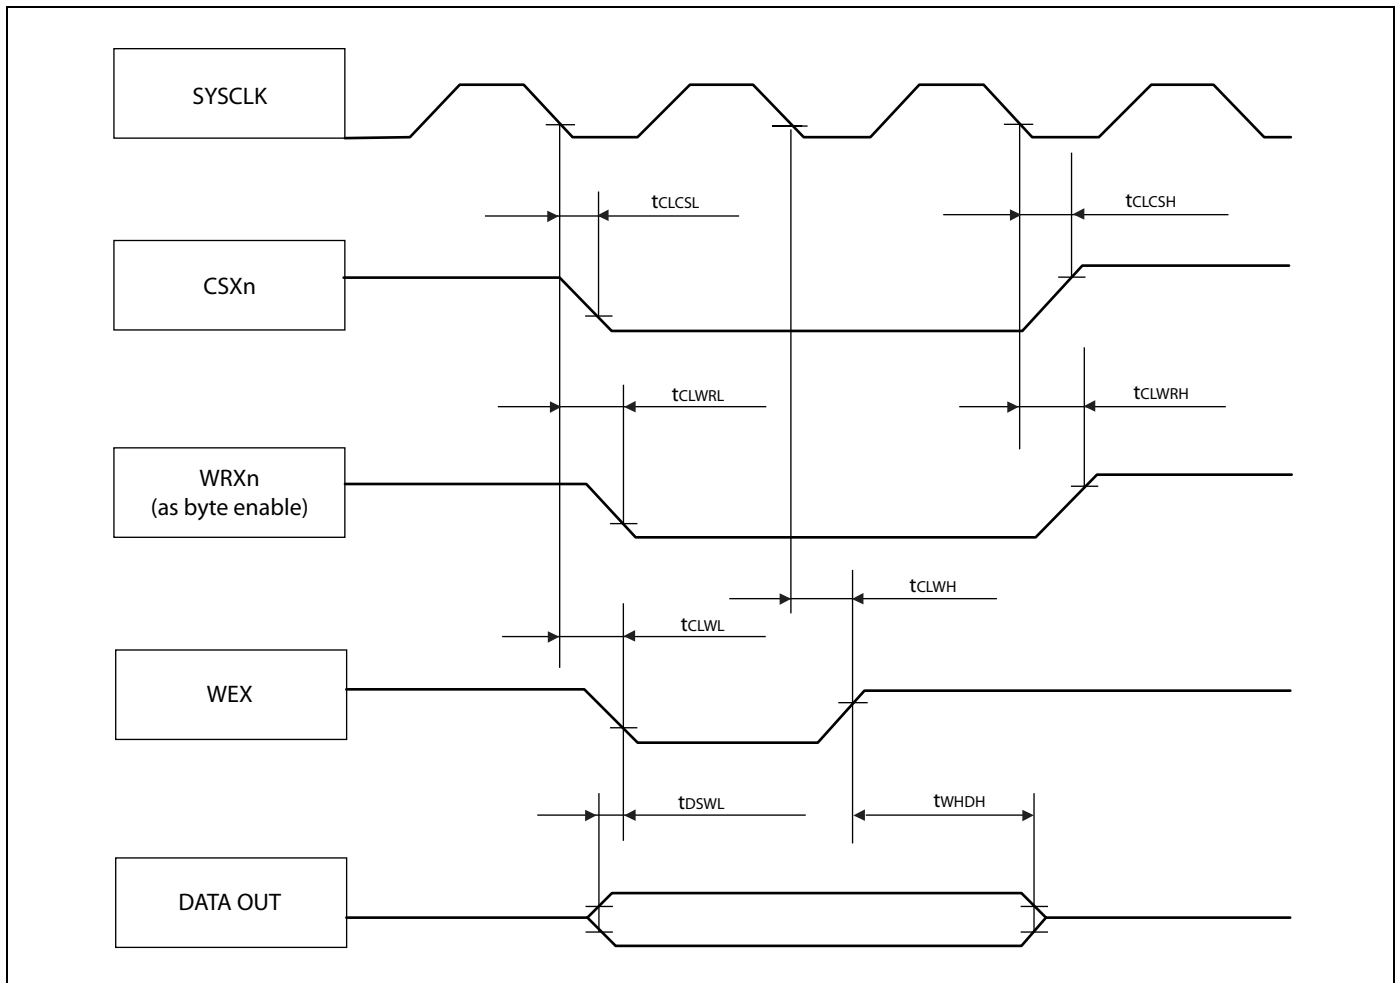 SYSCLK
tCLCSL
tCLCSH
CSXn
tCLWRL
tCLWRH
WRXn
(as byte enable)
tCLWH
tCLWL
WEX
tDSWL
tWHDH
DATA OUT